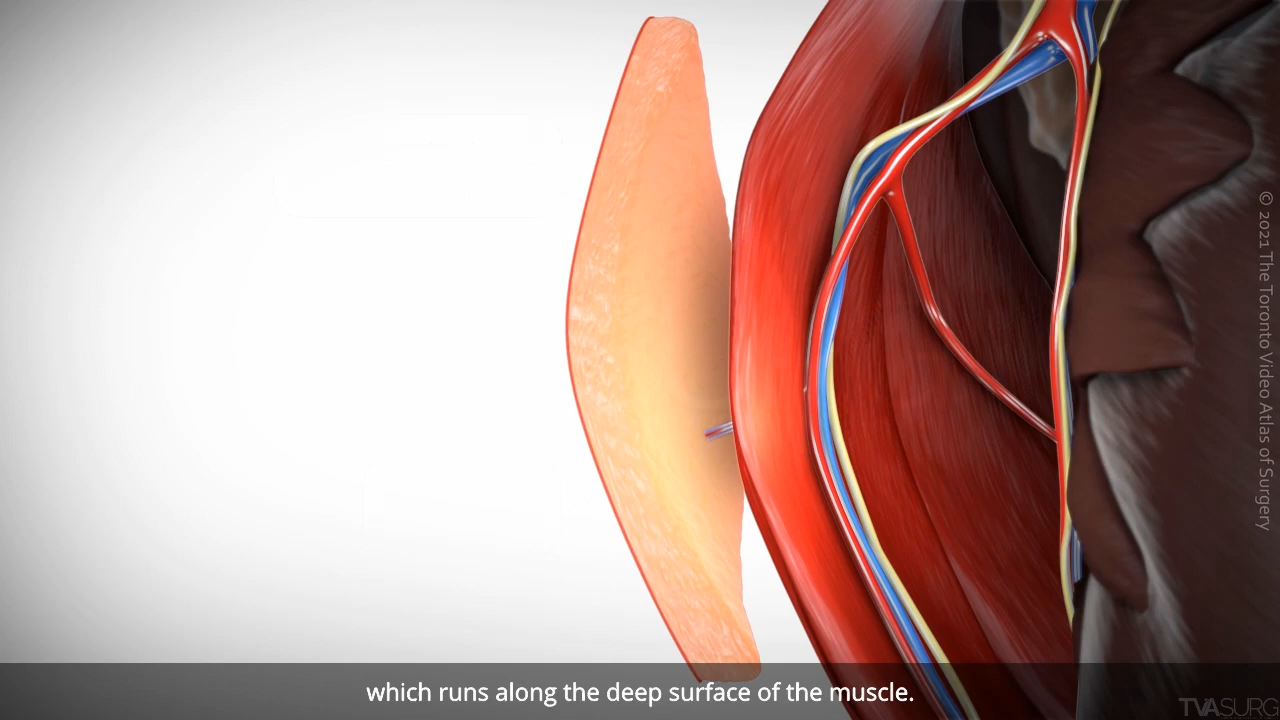 © 2021 The Toronto Video Atlas of Surgery
which runs along the deep surface of the muscle.
TVASURG